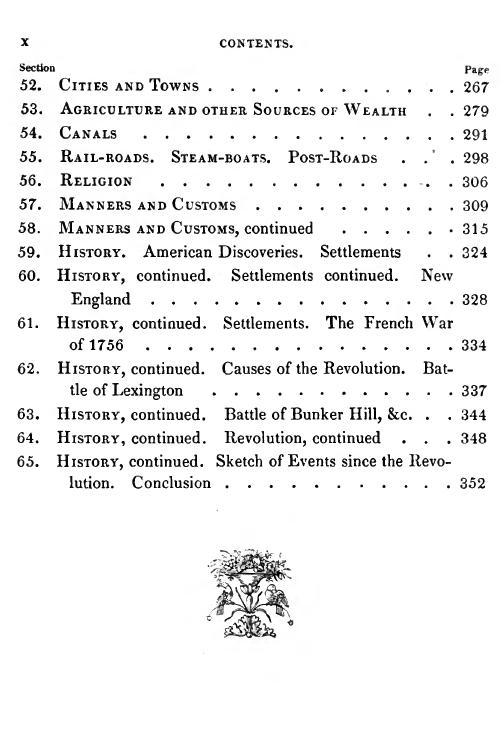 x CONTENTS.
Section Page
52. Cities and Towns . . . . . . . . . . . . 267
53. Agriculture and other Sources of Wealth . . 279
54. Canals . . . . . . . . . . . . . . . 291
55. Rail-roads. Steam-boats. Post-Roads . . . 298
56. Religion . . . . . . . . . . . . . . 306
57. Manners and Customs . . . . . . . . . . 309
58. Manners and Customs, continued . . . . . . 315
59. History. American Discoveries. Settlements . . 324
60. History, continued. Settlements continued. New
England . . . . . . . . . . . . . . . 328
61. History, continued. Settlements. The French War
of 1756 . . . . . . . . . . . . . . . 334
62. History, continued. Causes of the Revolution. Bat-
tle of Lexington . . . . . . . . . . . . 337
63. History, continued. Battle of Bunker Hill, &c. . . 344
64. History, continued. Revolution, continued . . . 348
65. History, continued. Sketch of Events since the Revo-
lution. Conclusion . . . . . . . . . . . 352